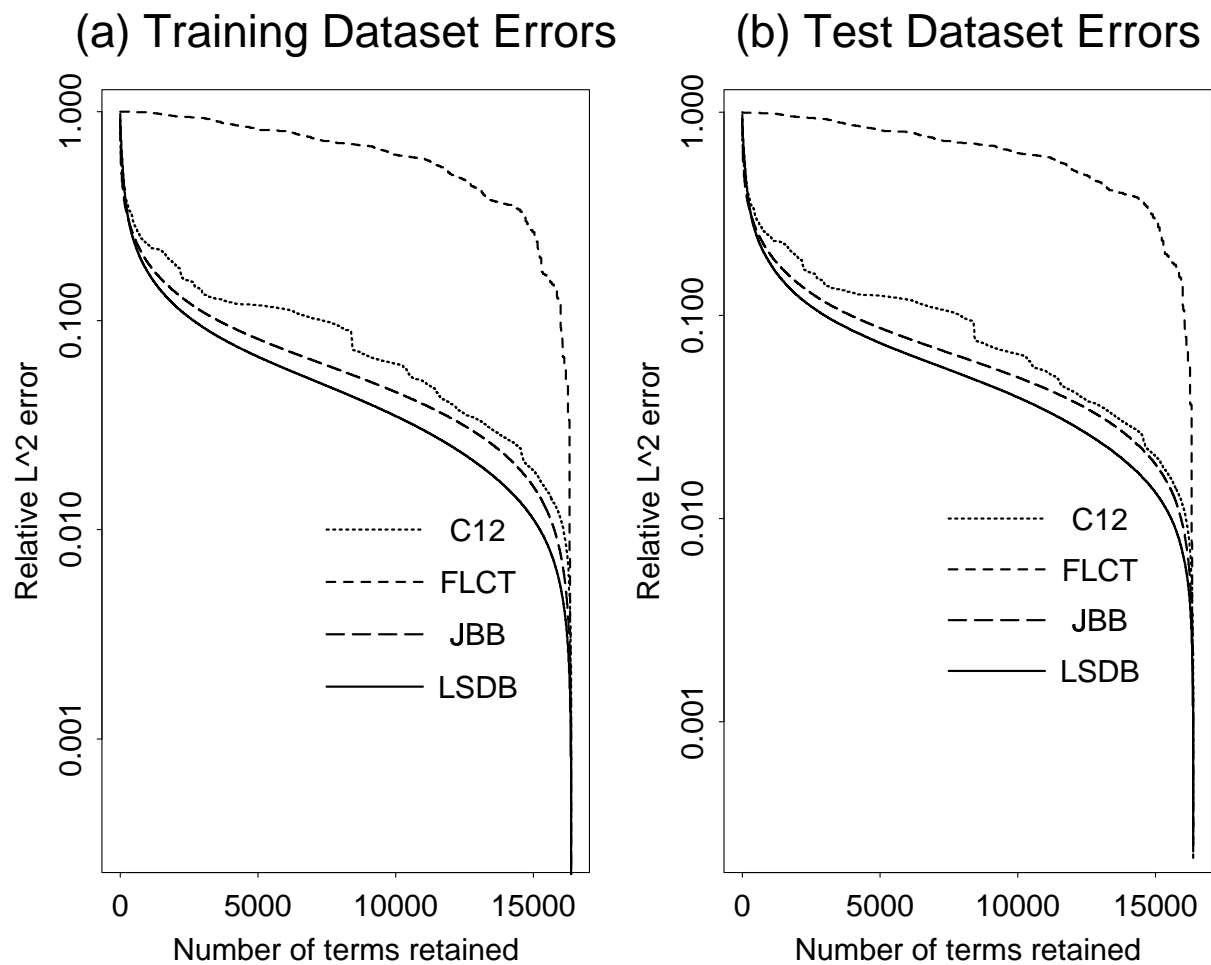 (a) Training Dataset Errors
Relative L^2 error
1.000
0.100
0.010
0.001
C12
FLCT
JBB
LSDB
0 5000 10000 15000
Number of terms retained
(b) Test Dataset Errors
Relative L^2 error
1.000
0.100
0.010
0.001
C12
FLCT
JBB
LSDB
0 5000 10000 15000
Number of terms retained